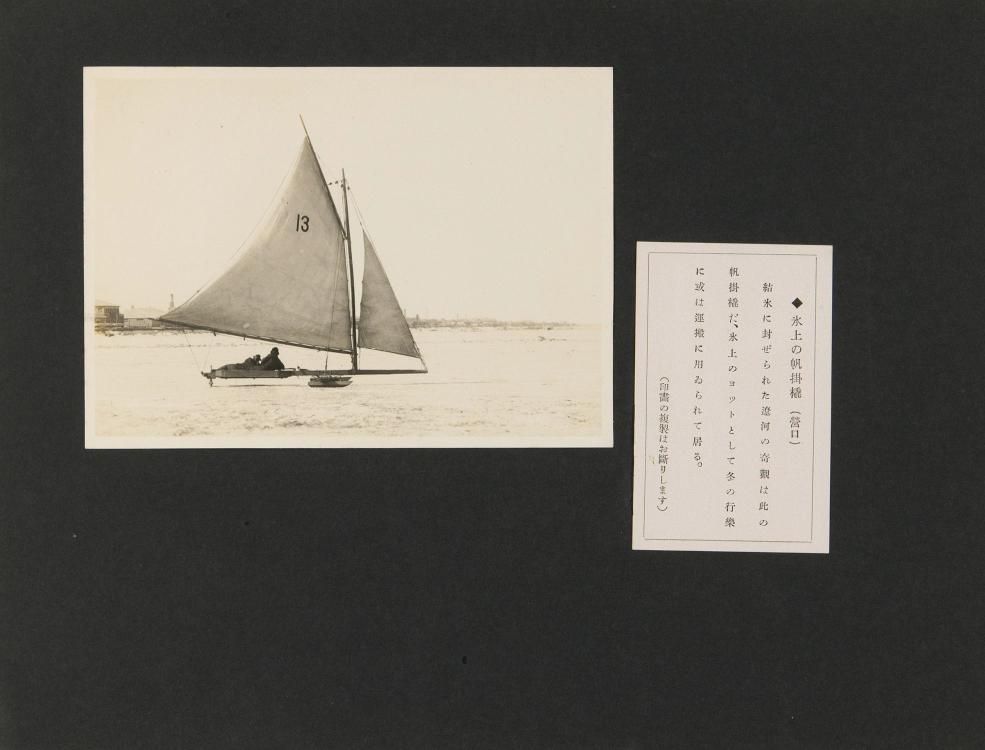 13
◆氷上の帆掛橇（營口）
結氷に封ぜられた遼河の奇觀は此の
帆掛橇だ、氷上のヨットとして冬の行樂
に或は運搬に用ゐられて居る。
（印畫の複製はお斷りします）